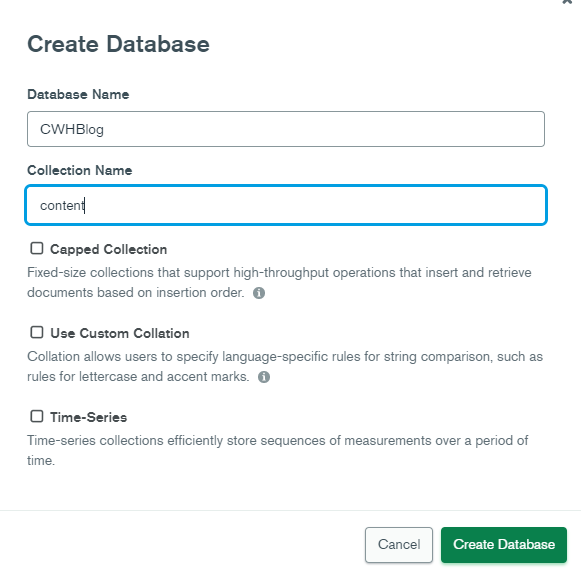 Create Database
Database Name
CWHBlog
Collection Name
content
Capped Collection
Fixed-size collections that support high-throughput operations that insert and retrieve
documents based on insertion order.
Use Custom Collation
Collation allows users to specify language-specific rules for string comparison, such as
rules for lettercase and accent marks.
Time-Series
Time-series collections efficiently store sequences of measurements over a period of
time.
Cancel Create Database